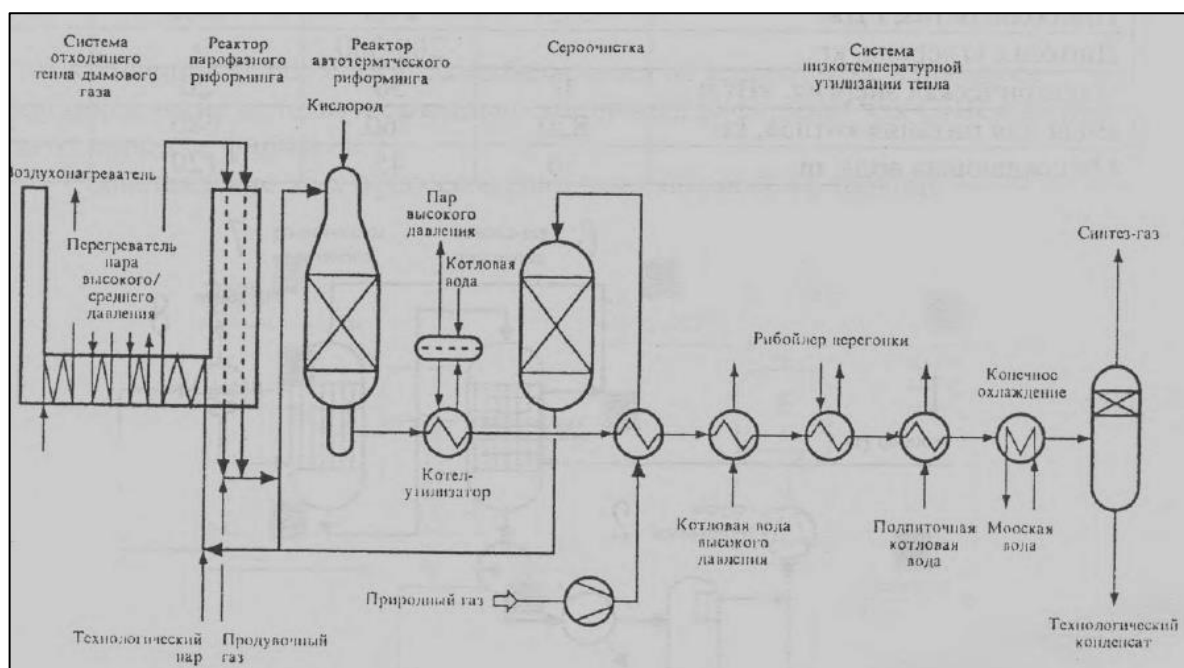 Система
отходящего
тепла дымового
газа
Реактор
парофазного
риформинга
Реактор
автотермтческого
риформинга
Сероочистка
Система
низкотемпературной
утилизации тепла
Кислород
Воздухонагреватель
Пар
высокого
давления
Котловая
вода
Перегреватель
пара
высокого/
среднего
давления
Синтез-газ
Рибойлер перегонки
Конечное
охлаждение
Котел-
утилизатор
Котловая вода
высокого
давления
Подпиточная
котловая
вода
Мооская
вода
Природный газ
Технологический
пар
Продувочный
газ
Технологический
конденсат